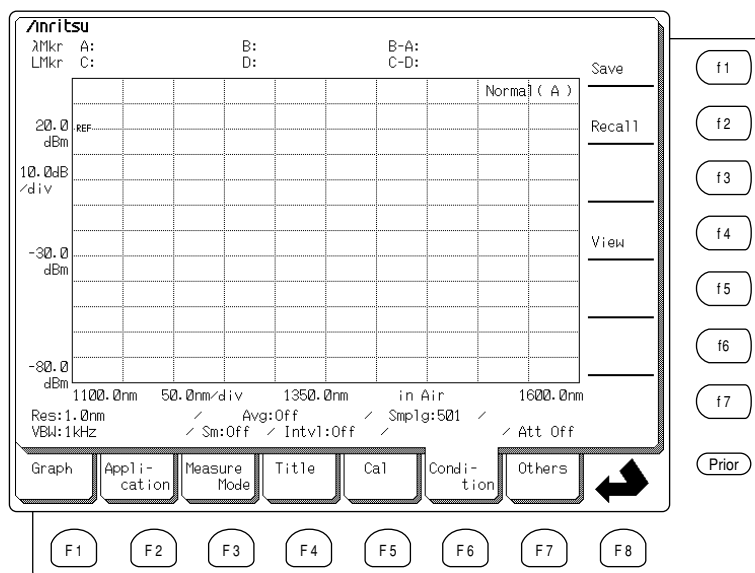 Anritsu
λMkr A: B: B-A:
LMkr C: D: C-D:
Normal( A )
20.0
dBm
REF
10.0dB
/div
-30.0
dBm
-80.0
dBm
1100.0nm 50.0nm/div 1350.0nm in Air 1600.0nm
Res:1.0nm / Avg:Off / Smplg:501 /
VBW:1kHz / Sm:Off / Intvl:Off / / Att Off
Save
Recall
View
f1
f2
f3
f4
f5
f6
f7
Prior
Graph
Appli-
cation
Measure
Mode
Title
Cal
Condi-
tion
Others
F1
F2
F3
F4
F5
F6
F7
F8